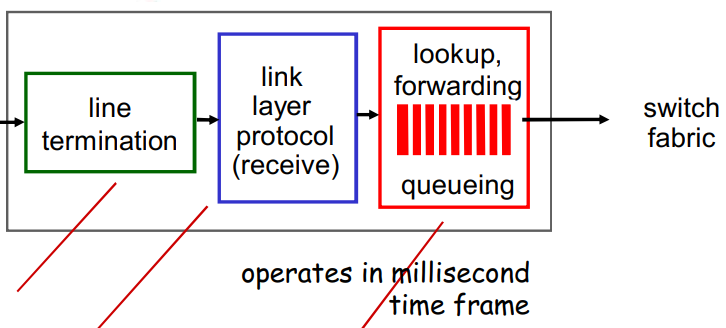 line
termination
link
layer
protocol
(receive)
lookup,
forwarding
queueing
switch
fabric
operates in millisecond
time frame